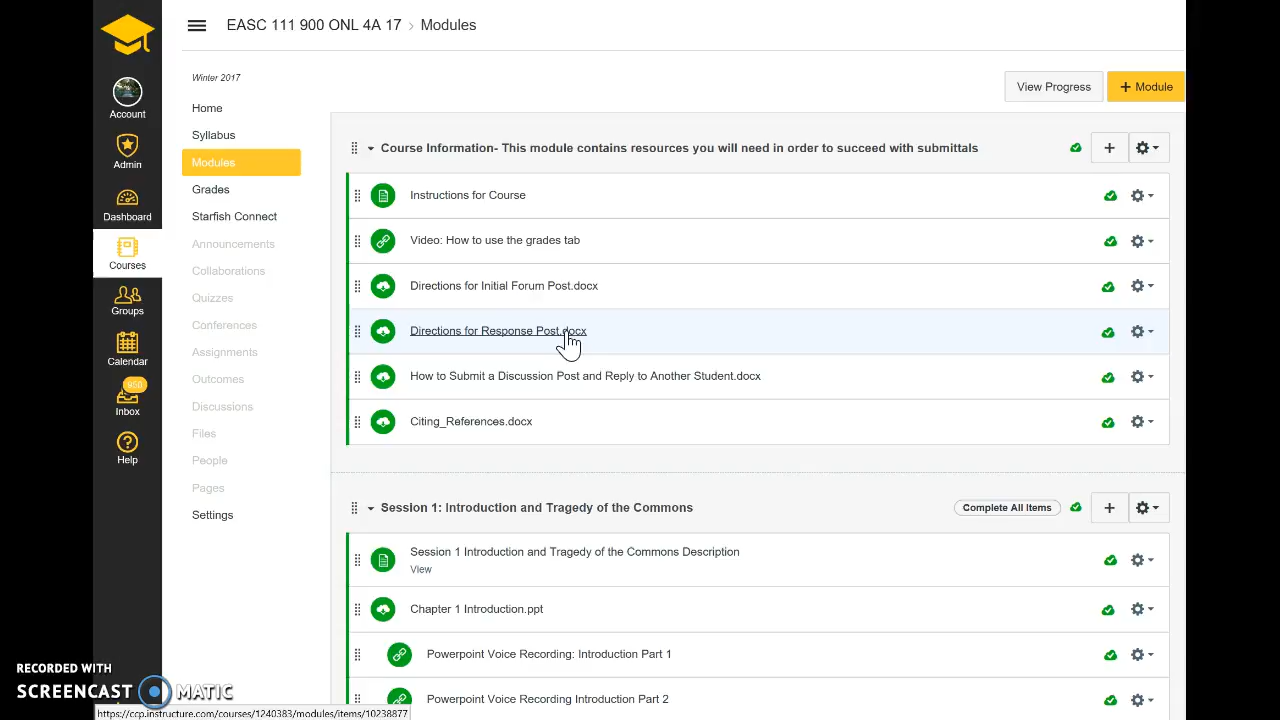 EASC 111 900 ONL 4A 17 › Modules
Winter 2017
View Progress
+ Module
Account
Admin
Dashboard
Courses
Groups
Calendar
950
Inbox
Help
Home
Syllabus
Modules
Grades
Starfish Connect
Announcements
Collaborations
Quizzes
Conferences
Assignments
Outcomes
Discussions
Files
People
Pages
Settings
Course Information- This module contains resources you will need in order to succeed with submittals
Instructions for Course
Video: How to use the grades tab
Directions for Initial Forum Post.docx
Directions for Response Post.docx
How to Submit a Discussion Post and Reply to Another Student.docx
Citing_References.docx
Session 1: Introduction and Tragedy of the Commons
Complete All Items
Session 1 Introduction and Tragedy of the Commons Description
View
Chapter 1 Introduction.ppt
Powerpoint Voice Recording: Introduction Part 1
Powerpoint Voice Recording Introduction Part 2
RECORDED WITH
SCREENCAST MATIC
https://ccp.instructure.com/courses/1240383/modules/items/10238877